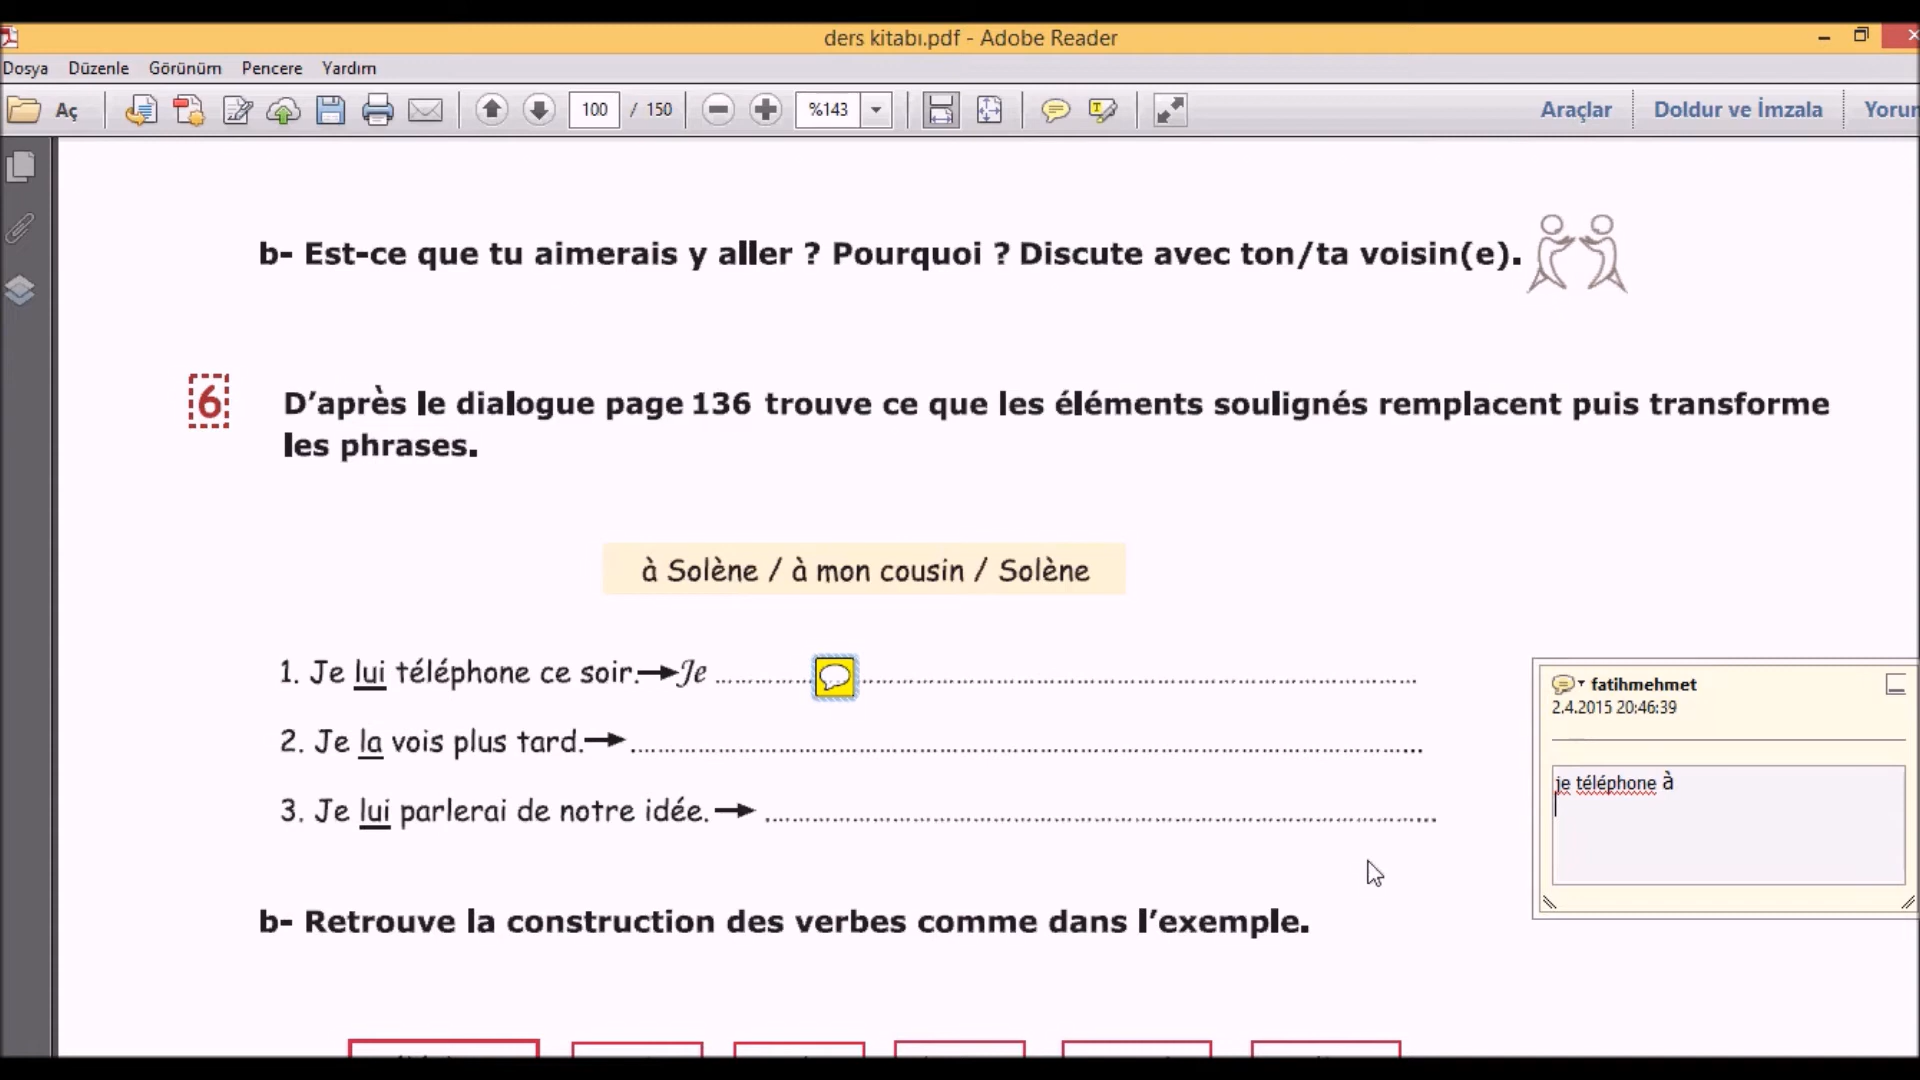 ders kitabı.pdf - Adobe Reader
Dosya Düzenle Görünüm Pencere Yardım
Aç 100 / 150 %143 Araçlar Doldur ve İmzala
b- Est-ce que tu aimerais y aller ? Pourquoi ? Discute avec ton/ta voisin(e).
6 D'après le dialogue page 136 trouve ce que les éléments soulignés remplacent puis transforme
les phrases.
à Solène / à mon cousin / Solène
1. Je lui téléphone ce soir. Je
2. Je la vois plus tard.
3. Je lui parlerai de notre idée.
fatihmehmet
2.4.2015 20:46:39
je téléphone à
b- Retrouve la construction des verbes comme dans l'exemple.